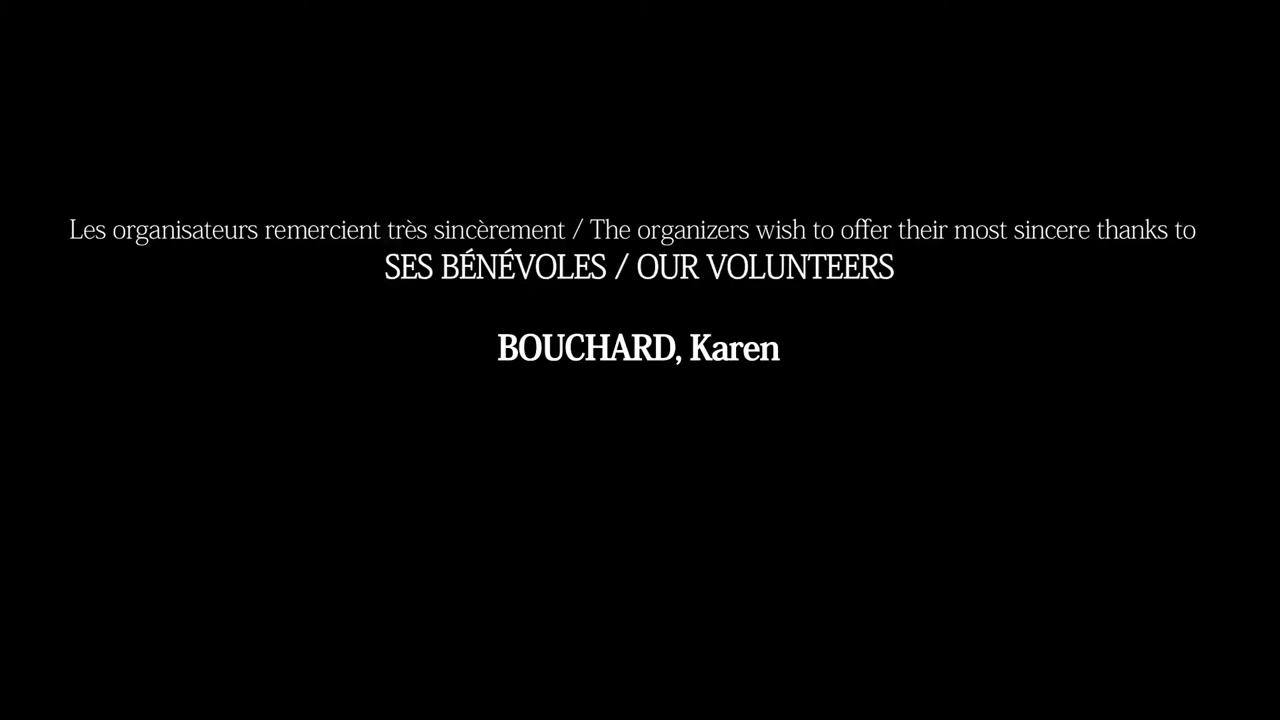 Les organisateurs remercient très sincèrement / The organizers wish to offer their most sincere thanks to
SES BÉNÉVOLES / OUR VOLUNTEERS
BOUCHARD, Karen